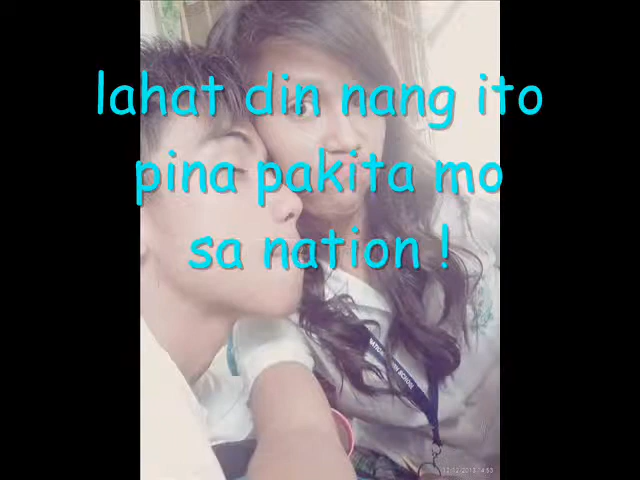 lahat din nang ito
pina pakita mo
sa nation !